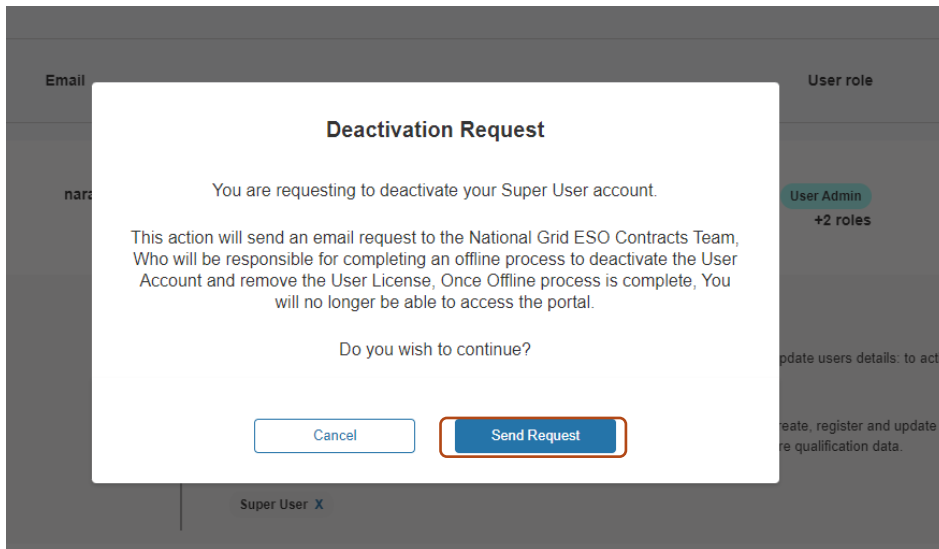 Email
User role
Deactivation Request
nara
You are requesting to deactivate your Super User account.
User Admin
+2 roles
This action will send an email request to the National Grid ESO Contracts Team,
Who will be responsible for completing an offline process to deactivate the User
Account and remove the User License, Once Offline process is complete, You
will no longer be able to access the portal.
Do you wish to continue?
pdate users details: to act
Cancel
Send Request
reate, register and update
re qualification data.
Super User X